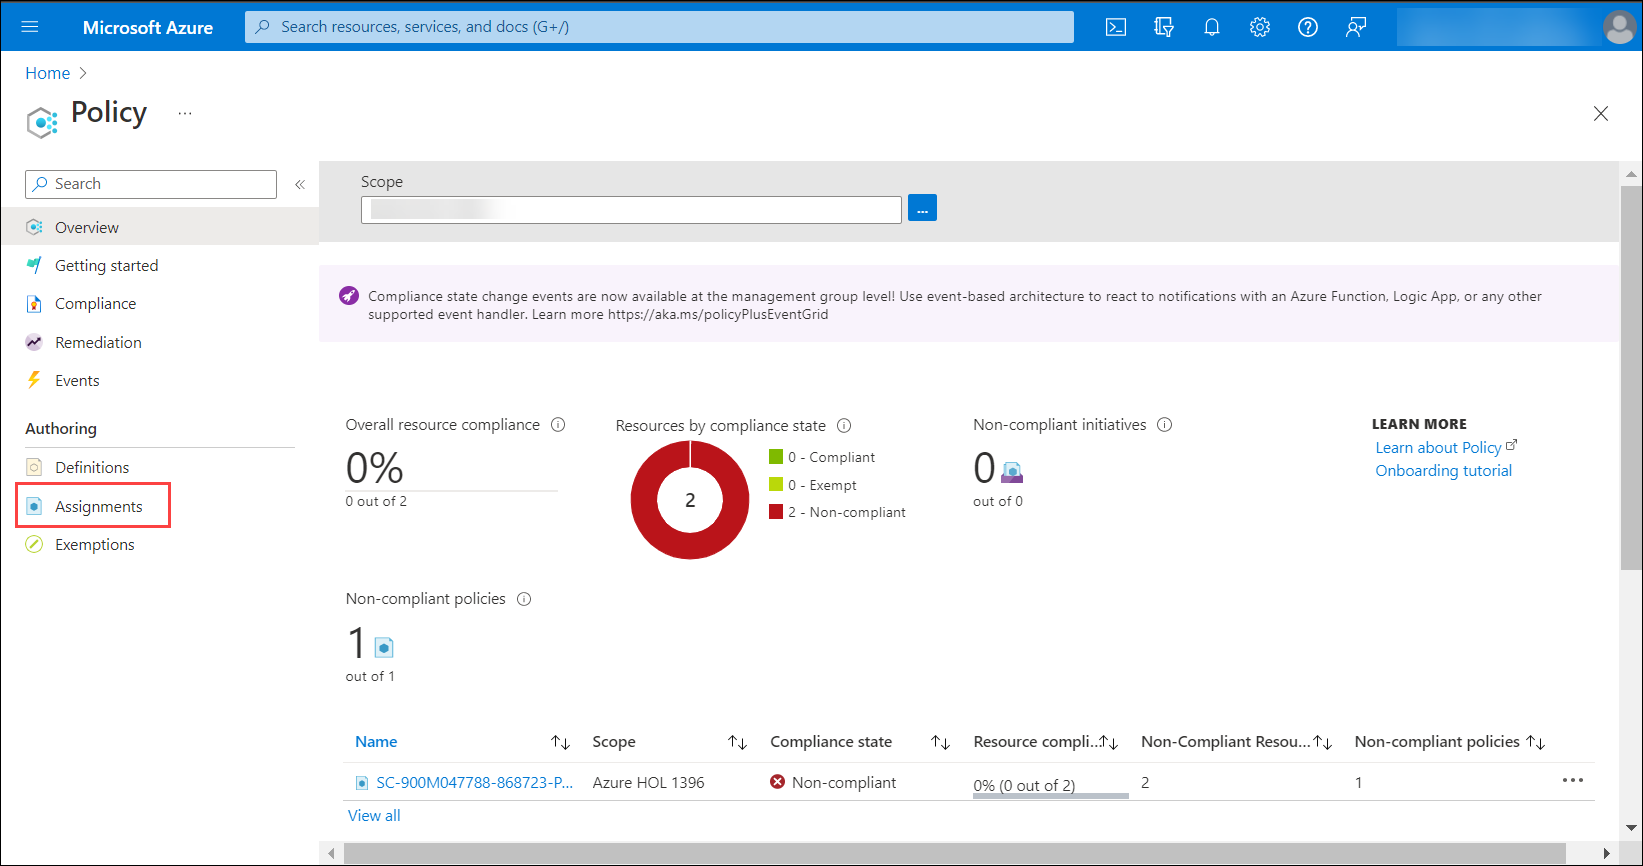 Microsoft Azure
Search resources, services, and docs (G+/)
Home
Policy
...
Search
Overview
Getting started
Compliance
Remediation
Events
Authoring
Definitions
Assignments
Exemptions
Scope
...
Compliance state change events are now available at the management group level! Use event-based architecture to react to notifications with an Azure Function, Logic App, or any other
supported event handler. Learn more https://aka.ms/policyPlusEventGrid
Overall resource compliance
0%
0 out of 2
Resources by compliance state
2
0 - Compliant
0 - Exempt
2 - Non-compliant
Non-compliant initiatives
0
out of 0
LEARN MORE
Learn about Policy
Onboarding tutorial
Non-compliant policies
1
out of 1
Name Scope Compliance state Resource compli... Non-Compliant Resou... Non-compliant policies
SC-900M047788-868723-P... Azure HOL 1396 Non-compliant 0% (0 out of 2) 2 1 ...
View all